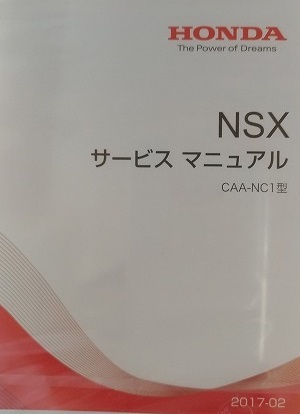 HONDA
The Power of Dreams
NSX
サービス マニュアル
CAA-NC1型
2017-02